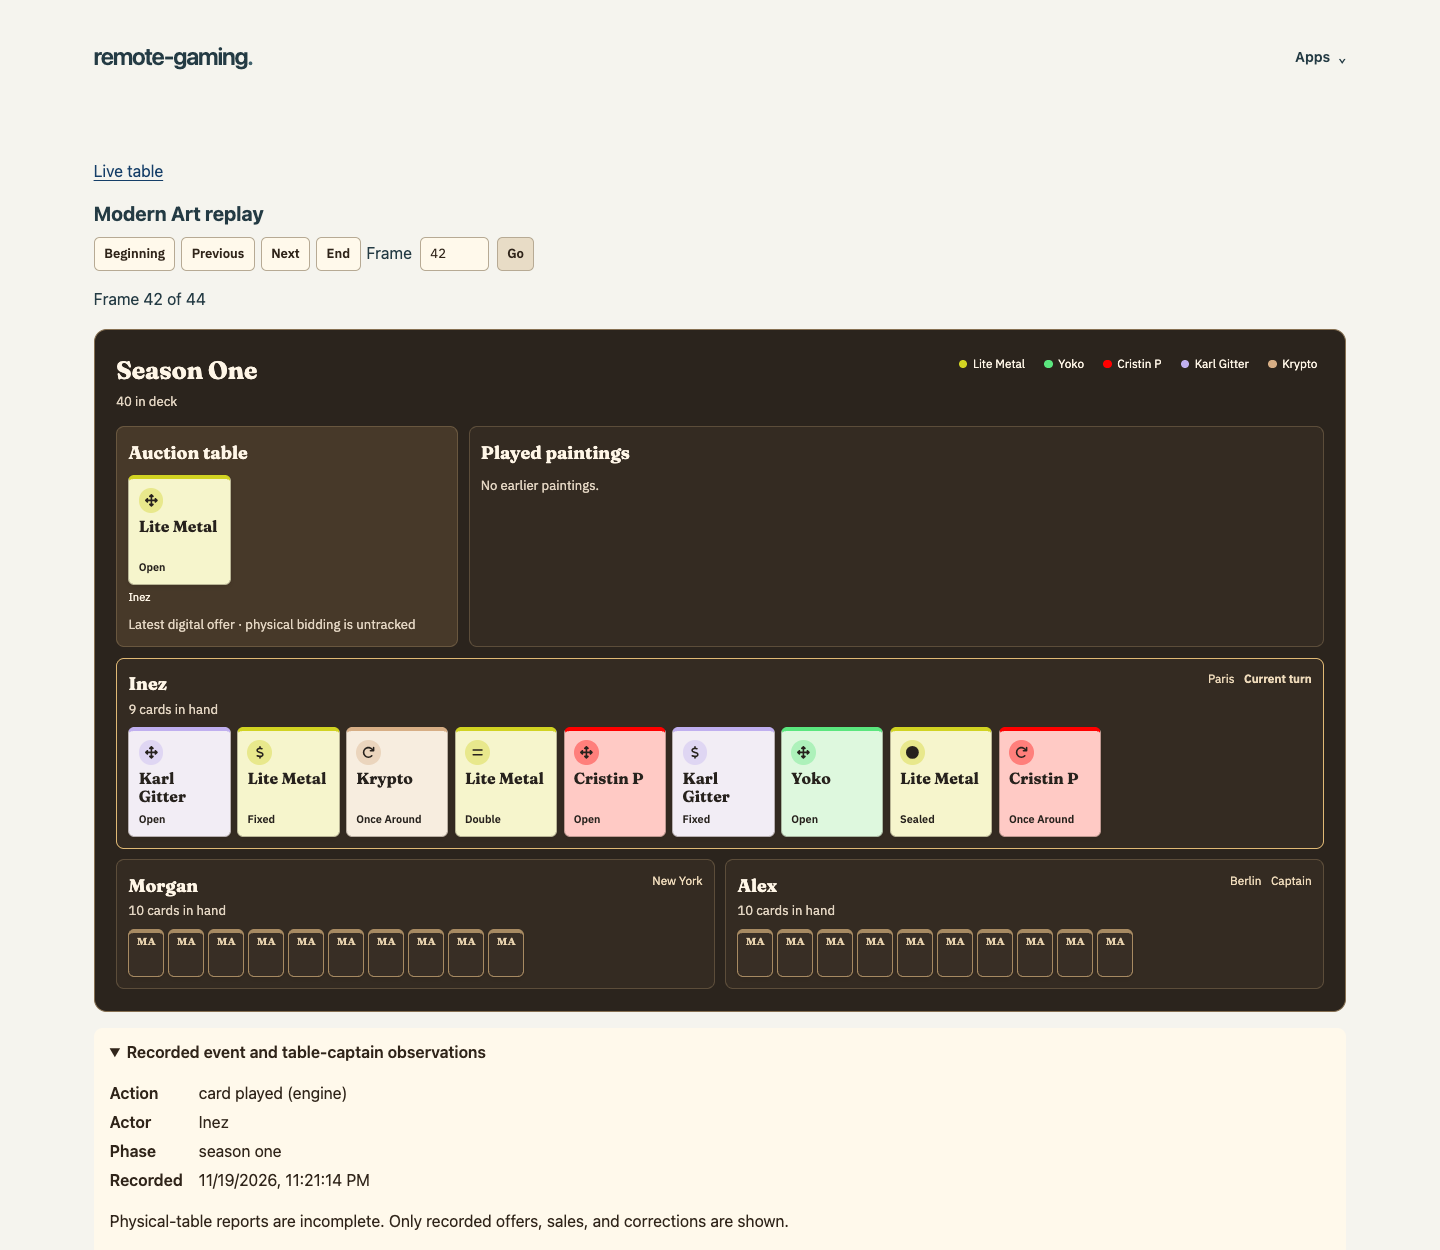 remote-gaming.
Apps
Live table
Modern Art replay
Beginning Previous Next End Frame 42 Go
Frame 42 of 44
Season One
Lite Metal Yoko Cristin P Karl Gitter Krypto
40 in deck
Auction table
Lite Metal
Open
Inez
Latest digital offer · physical bidding is untracked
Played paintings
No earlier paintings.
Inez
Paris Current turn
9 cards in hand
Karl
Gitter
Open
$
Lite Metal
Fixed
Krypto
Once Around
=
Lite Metal
Double
Cristin P
Open
$
Karl
Gitter
Fixed
Yoko
Open
Lite Metal
Sealed
Cristin P
Once Around
Morgan
New York
10 cards in hand
MA MA MA MA MA MA MA MA MA MA
Alex
Berlin Captain
10 cards in hand
MA MA MA MA MA MA MA MA MA MA
Recorded event and table-captain observations
Action card played (engine)
Actor Inez
Phase season one
Recorded 11/19/2026, 11:21:14 PM
Physical-table reports are incomplete. Only recorded offers, sales, and corrections are shown.